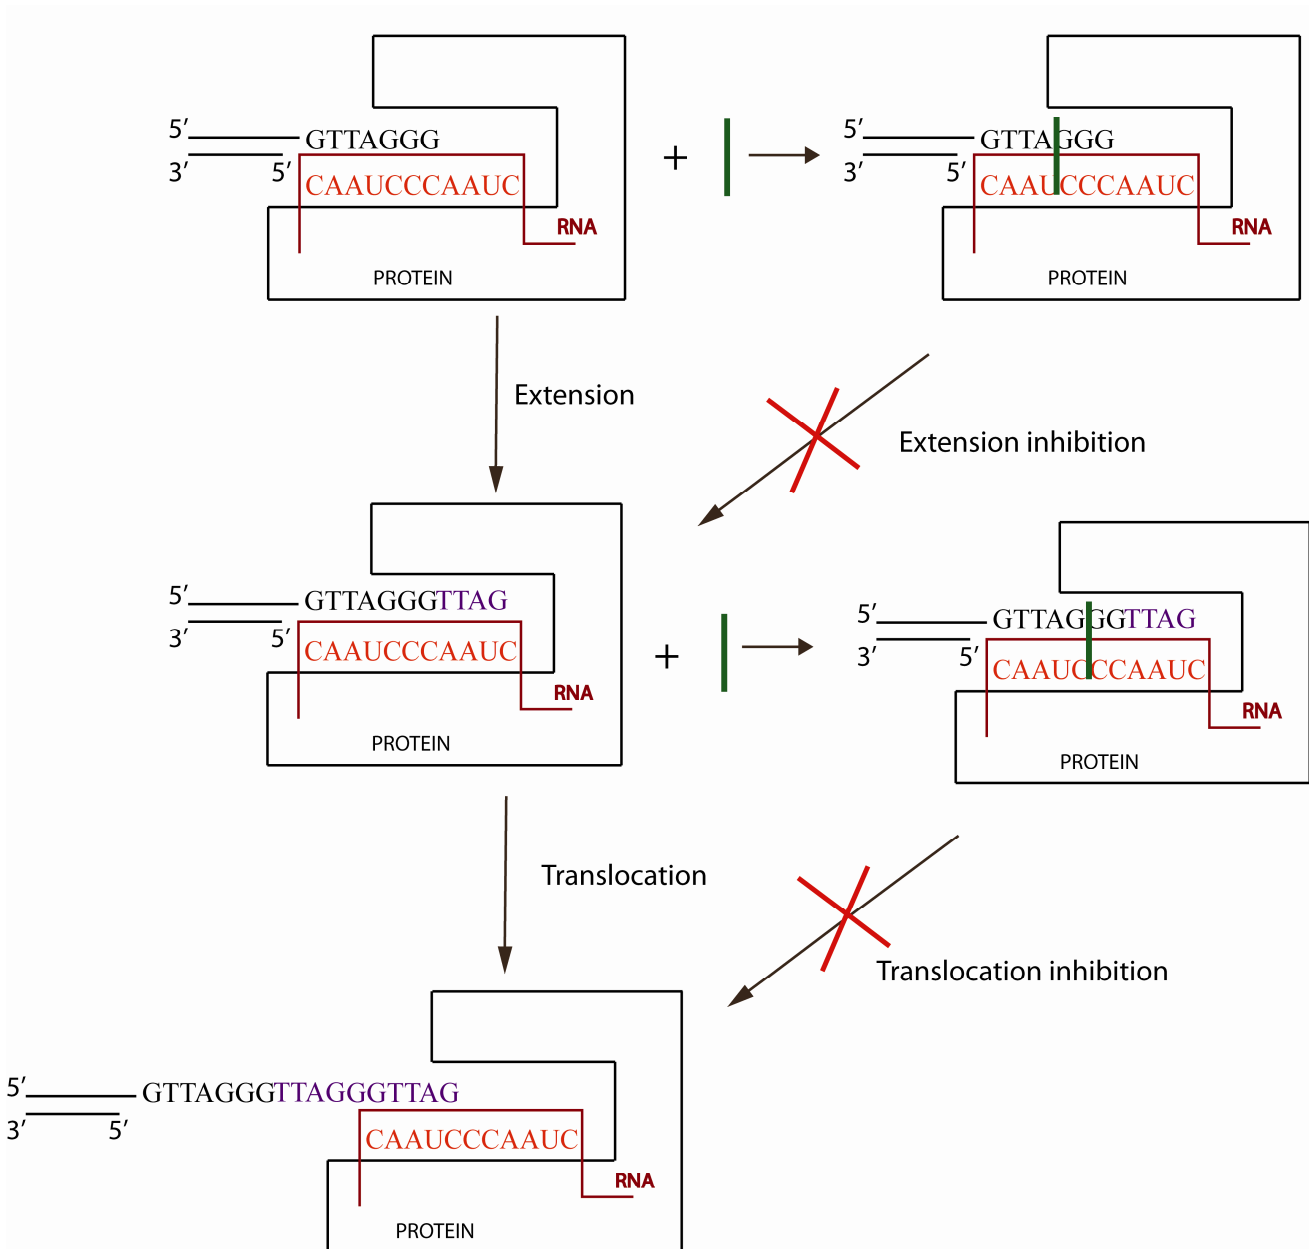 5′ GTTAGGG
3′ 5′
CAAUCCCAAUC
RNA
PROTEIN
+
5′ GTTAGGG
3′ 5′
CAAUCCCAAUC
RNA
PROTEIN
Extension
Extension inhibition
5′ GTTAGGGTTAG
3′ 5′
CAAUCCCAAUC
RNA
PROTEIN
+
5′ GTTAGGGTTAG
3′ 5′
CAAUCCCAAUC
RNA
PROTEIN
Translocation
Translocation inhibition
5′ GTTAGGGTTAGGGTTAG
3′ 5′
CAAUCCCAAUC
RNA
PROTEIN